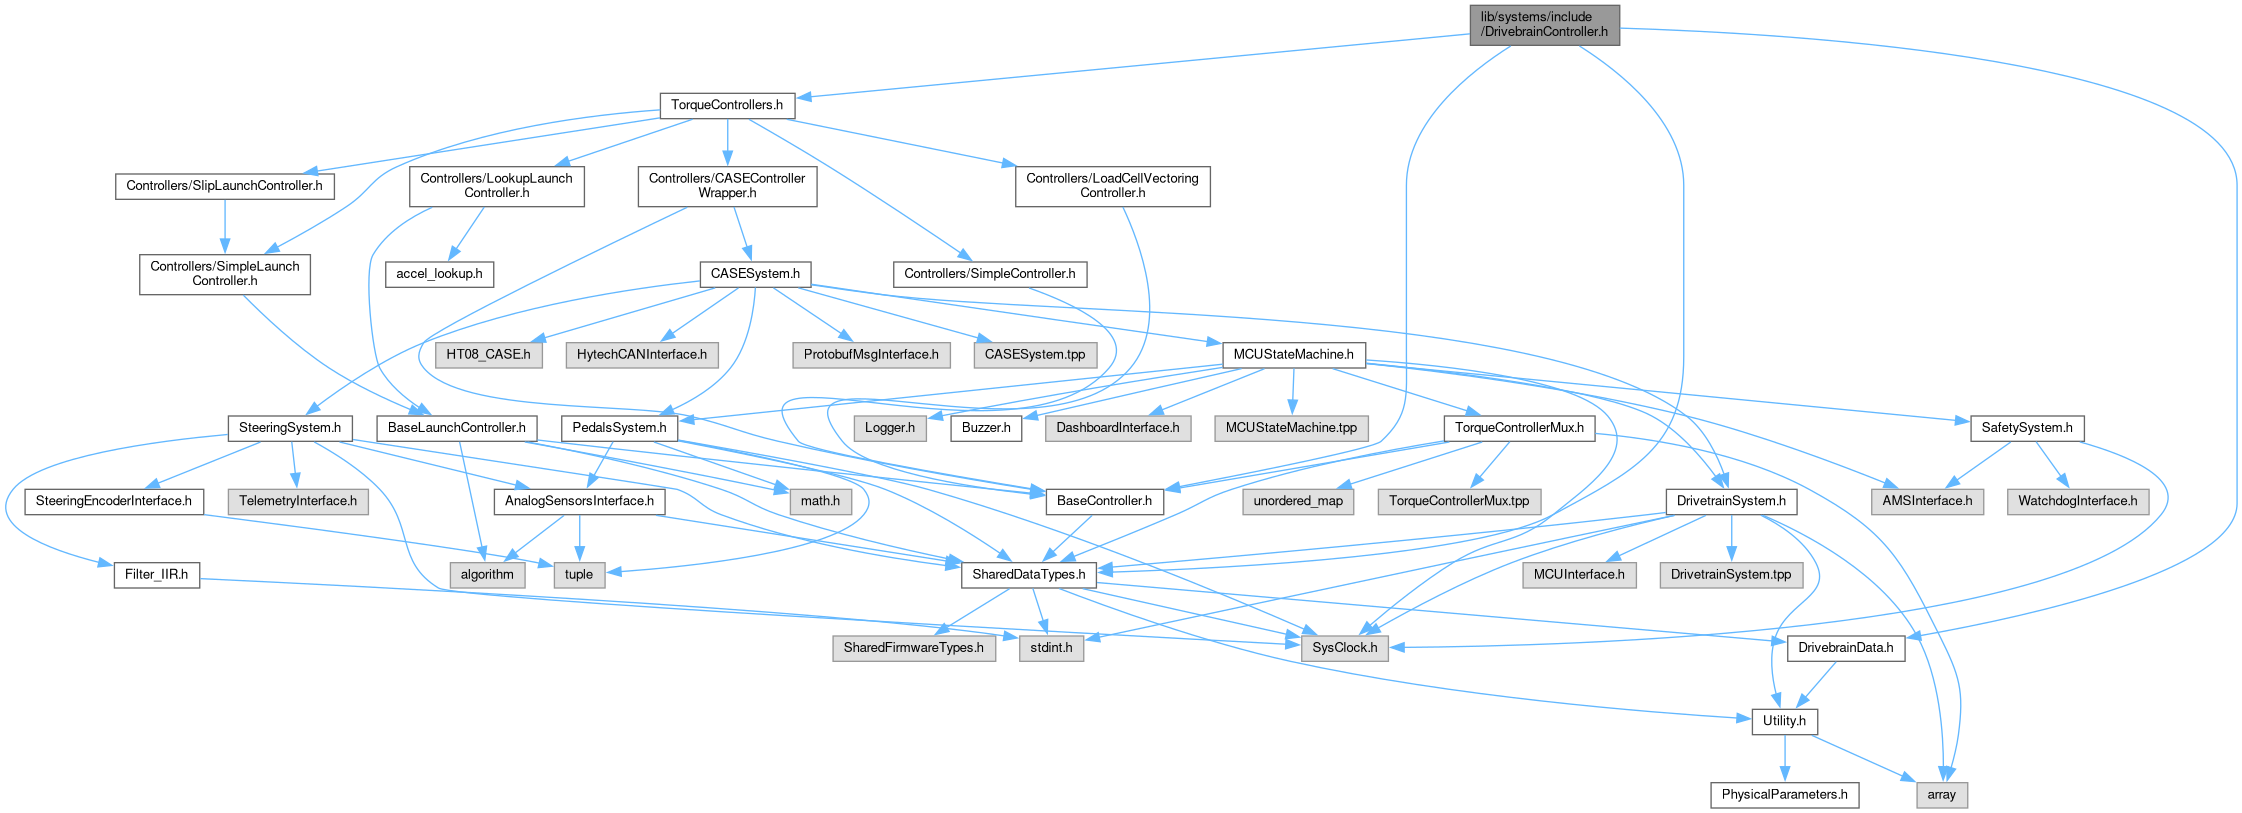 lib/systems/include
/DrivebrainController.h
TorqueControllers.h
Controllers/SlipLaunchController.h
Controllers/LookupLaunch
Controller.h
Controllers/CASEController
Wrapper.h
Controllers/LoadCellVectoring
Controller.h
Controllers/SimpleLaunch
Controller.h
accel_lookup.h
CASESystem.h
Controllers/SimpleController.h
HT08_CASE.h
HytechCANInterface.h
ProtobufMsgInterface.h
CASESystem.tpp
MCUStateMachine.h
SteeringSystem.h
BaseLaunchController.h
PedalsSystem.h
Logger.h
Buzzer.h
DashboardInterface.h
MCUStateMachine.tpp
TorqueControllerMux.h
SafetySystem.h
SteeringEncoderInterface.h
TelemetryInterface.h
AnalogSensorsInterface.h
math.h
BaseController.h
unordered_map
TorqueControllerMux.tpp
DrivetrainSystem.h
AMSInterface.h
WatchdogInterface.h
Filter_IIR.h
algorithm
tuple
SharedDataTypes.h
MCUInterface.h
DrivetrainSystem.tpp
SharedFirmwareTypes.h
stdint.h
SysClock.h
DrivebrainData.h
Utility.h
PhysicalParameters.h
array